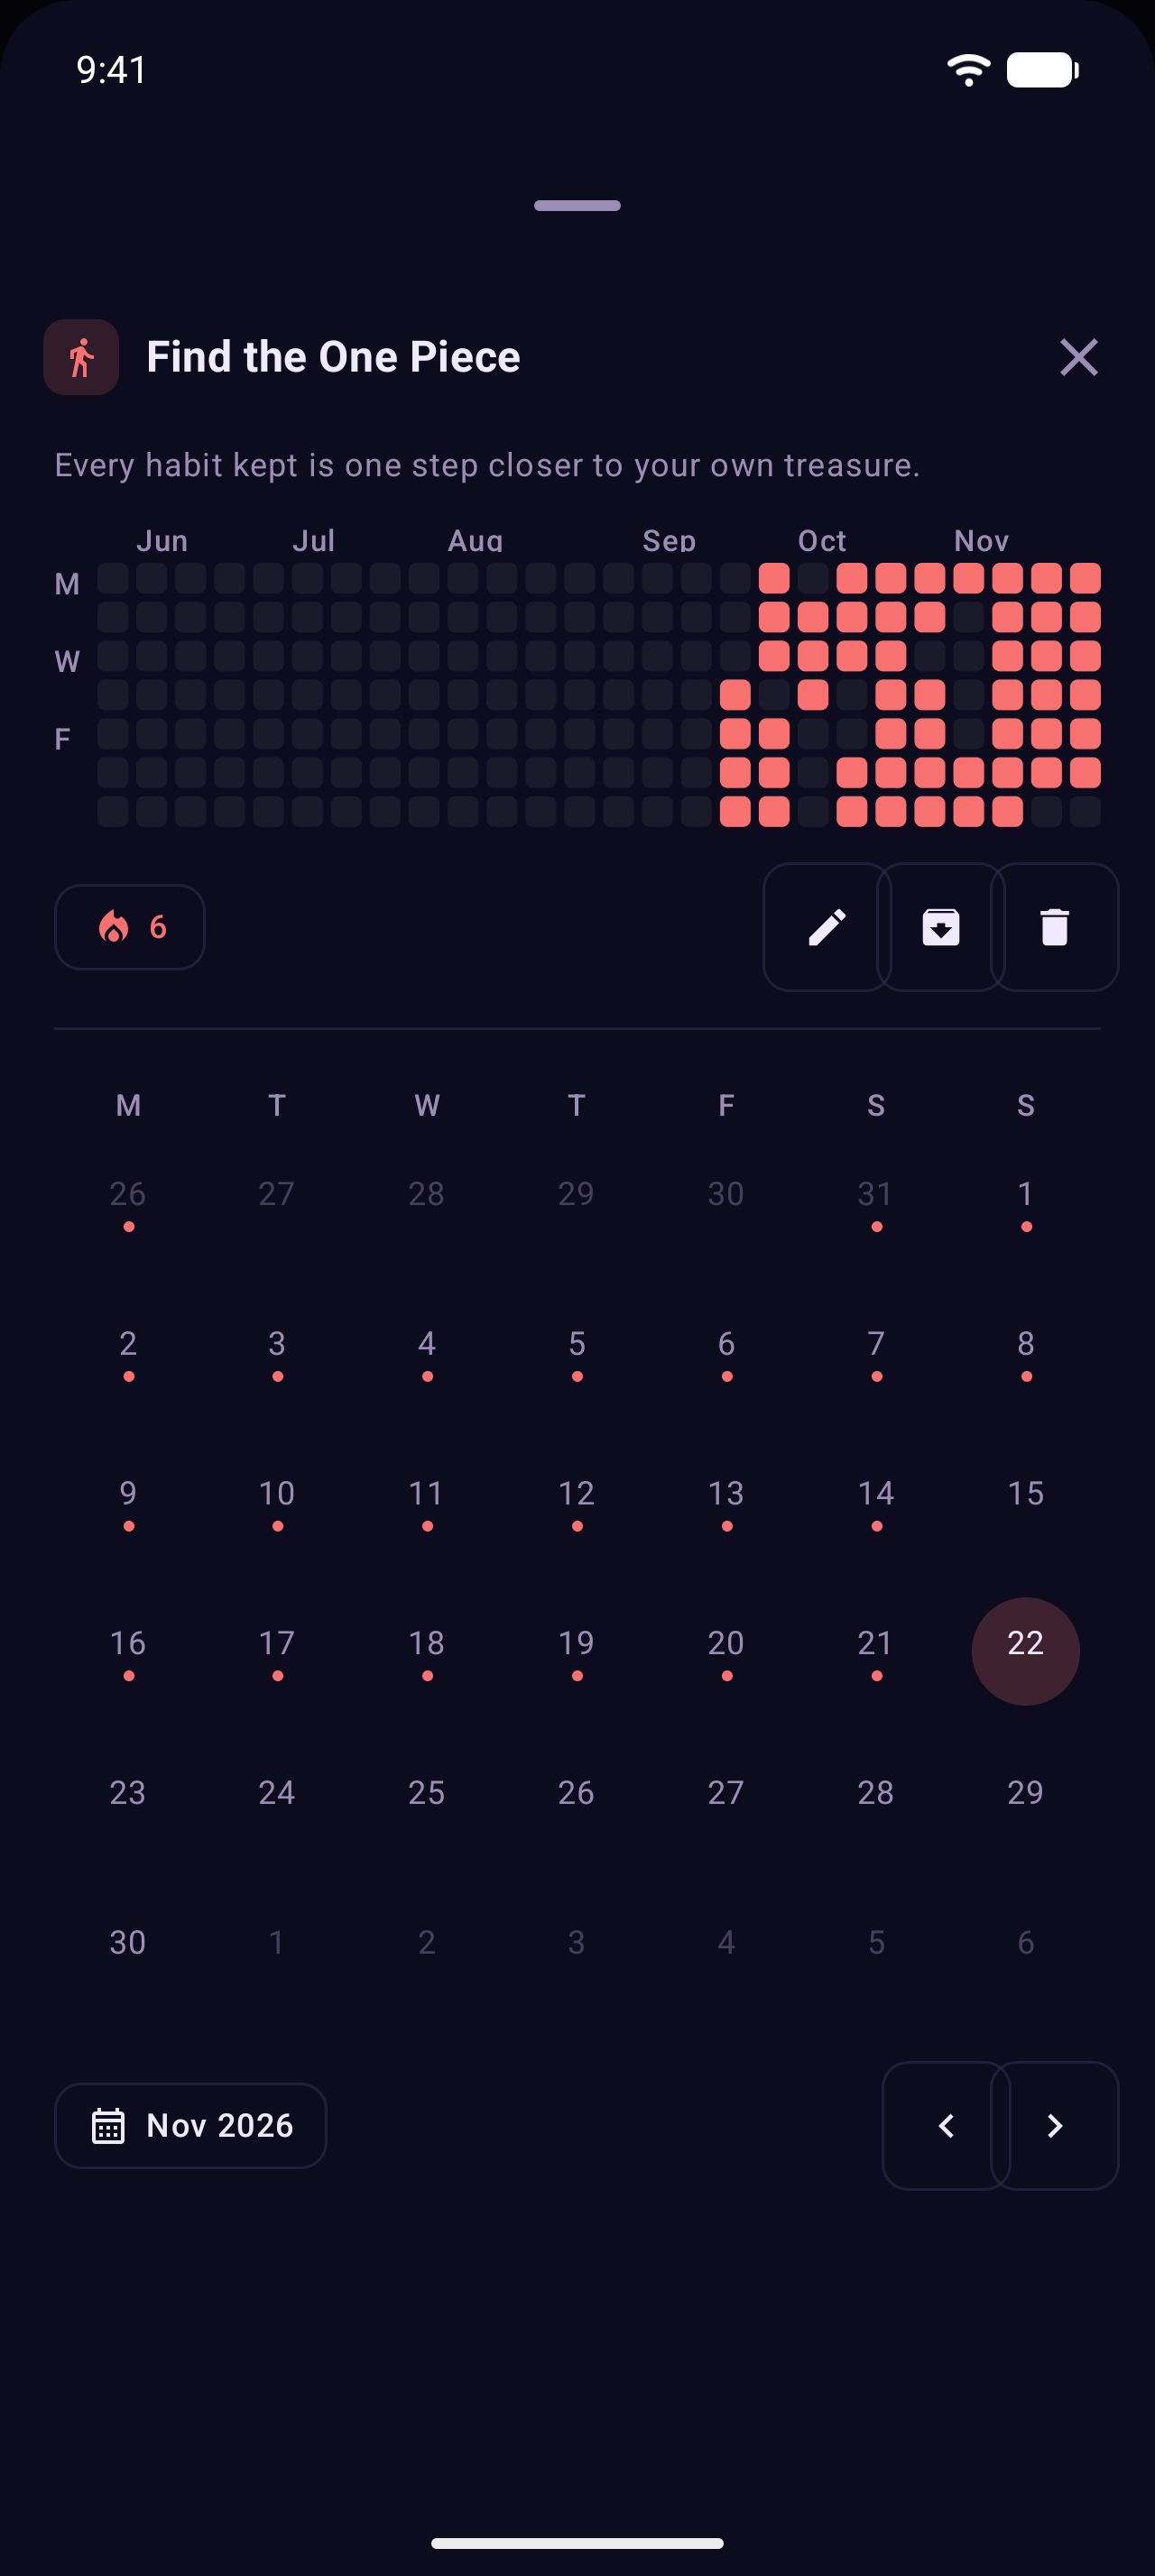 9:41
Find the One Piece
Every habit kept is one step closer to your own treasure.
Jun Jul Aug Sep Oct Nov
M
W
F
6
M T W T F S S
26 27 28 29 30 31 1
2 3 4 5 6 7 8
9 10 11 12 13 14 15
16 17 18 19 20 21 22
23 24 25 26 27 28 29
30 1 2 3 4 5 6
Nov 2026